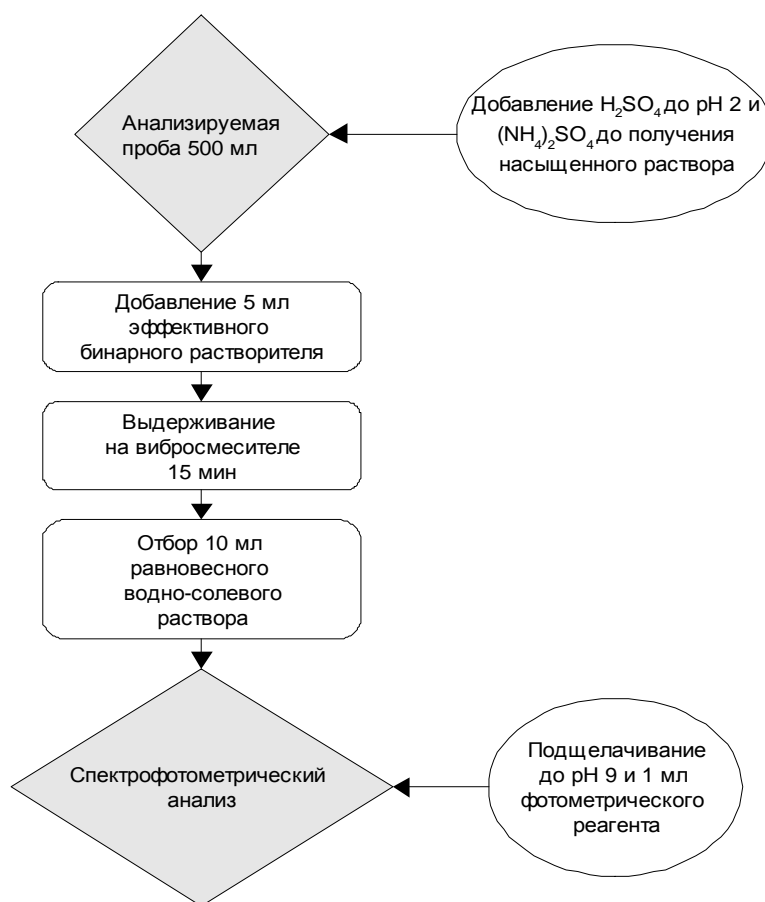 Анализируемая
проба 500 мл
Добавление H₂SO₄ до pH 2 и
(NH₄)₂SO₄ до получения
насыщенного раствора
Добавление 5 мл
эффективного
бинарного растворителя
Выдерживание
на вибросмесителе
15 мин
Отбор 10 мл
равновесного
водно-солевого
раствора
Спектрофотометрический
анализ
Подщелачивание
до pH 9 и 1 мл
фотометрического
реагента